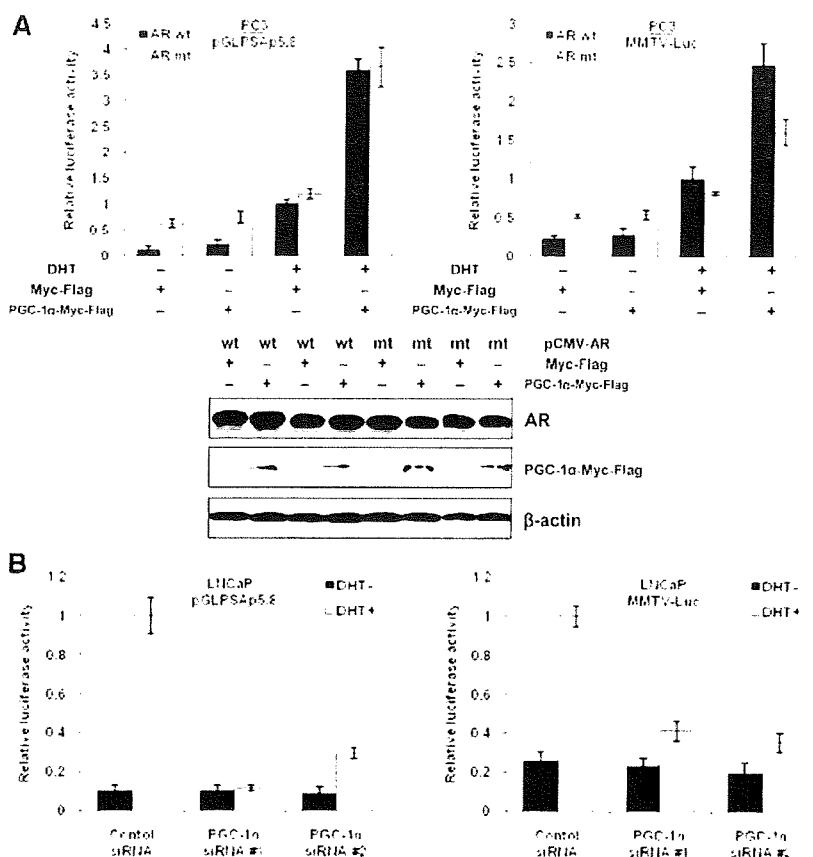 A
PC3
pGLPSAp5.8
AR wt
AR mt
Relative luciferase activity
4.5
4
3.5
3
2.5
2
1.5
1
0.5
0
DHT – – + +
Myc-Flag + – + –
PGC-1α-Myc-Flag – + – +
PC3
MMTV-Luc
AR wt
AR mt
Relative luciferase activity
3
2.5
2
1.5
1
0.5
0
DHT – – + +
Myc-Flag + – + –
PGC-1α-Myc-Flag – + – +
wt wt wt wt mt mt mt mt pCMV-AR
+ – + – + – + – Myc-Flag
– + – + – + – + PGC-1α-Myc-Flag
AR
PGC-1α-Myc-Flag
β-actin
B
LNCaP
pGLPSAp5.8
DHT-
DHT+
Relative luciferase activity
1.2
1
0.8
0.6
0.4
0.2
0
Contol
siRNA
PGC-1α
siRNA #1
PGC-1α
siRNA #2
LNCaP
MMTV-Luc
DHT-
DHT+
Relative luciferase activity
1.2
1
0.8
0.6
0.4
0.2
0
Contol
siRNA
PGC-1α
siRNA #1
PGC-1α
siRNA #2